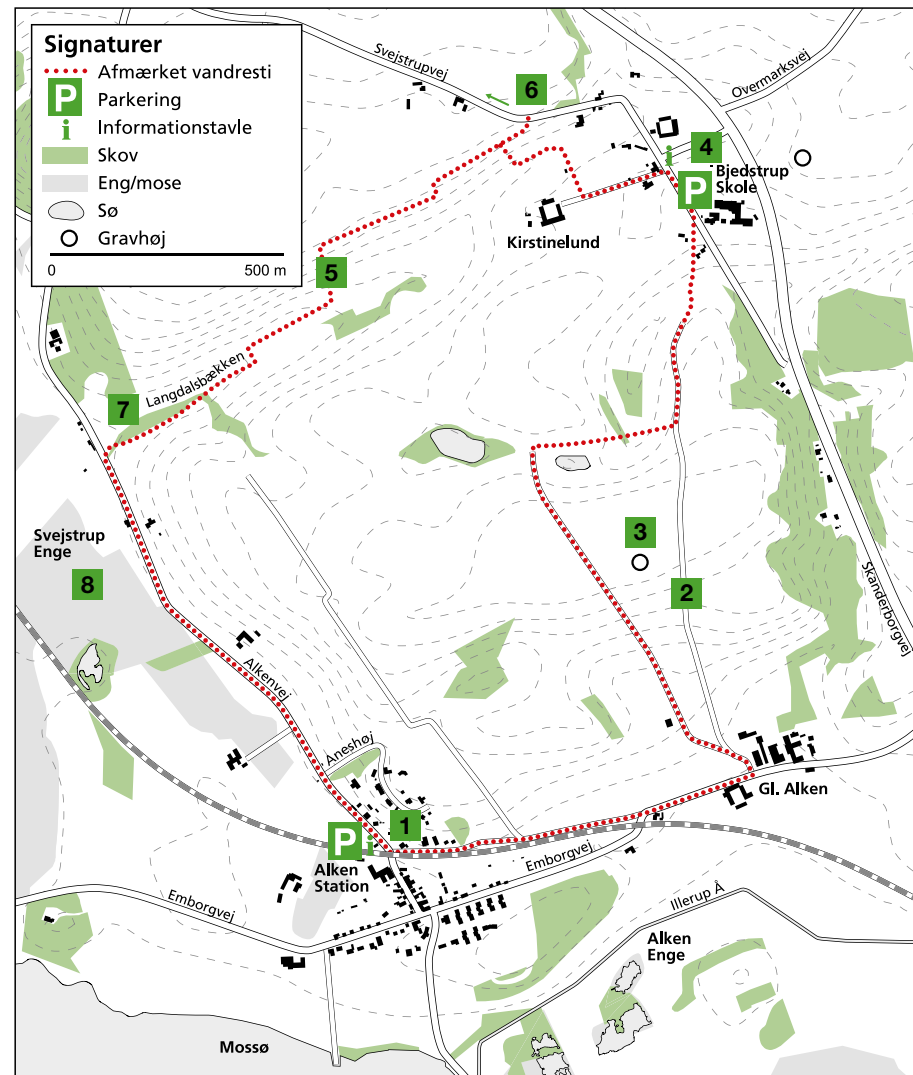 Signaturer
Afmærket vandresti
P Parkering
i Informationstavle
Skov
Eng/mose
Sø
Gravhøj
0 500 m
Svejstrupvej
Overmarksvej
6
4
i
P
Bjedstrup
Skole
Kirstinelund
5
Langdalsbækken
7
3
Svejstrup
Enge
8
2
Skanderborgvej
Alkenvej
Aneshøj
Gl. Alken
1
P i
Alken
Station
Emborgvej
Emborgvej
Illerup Å
Alken
Enge
Mossø